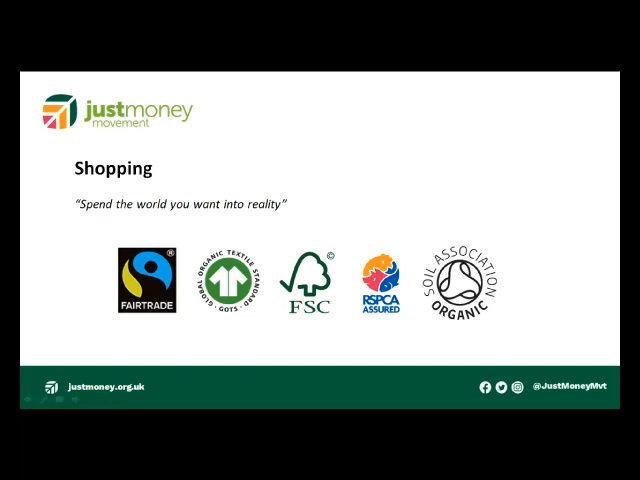 justmoney
movement
Shopping
“Spend the world you want into reality”
®
FAIRTRADE
GLOBAL ORGANIC TEXTILE STANDARD
· GOTS ·
©
FSC
RSPCA
ASSURED
SOIL ASSOCIATION
ORGANIC
justmoney.org.uk
@JustMoneyMvt